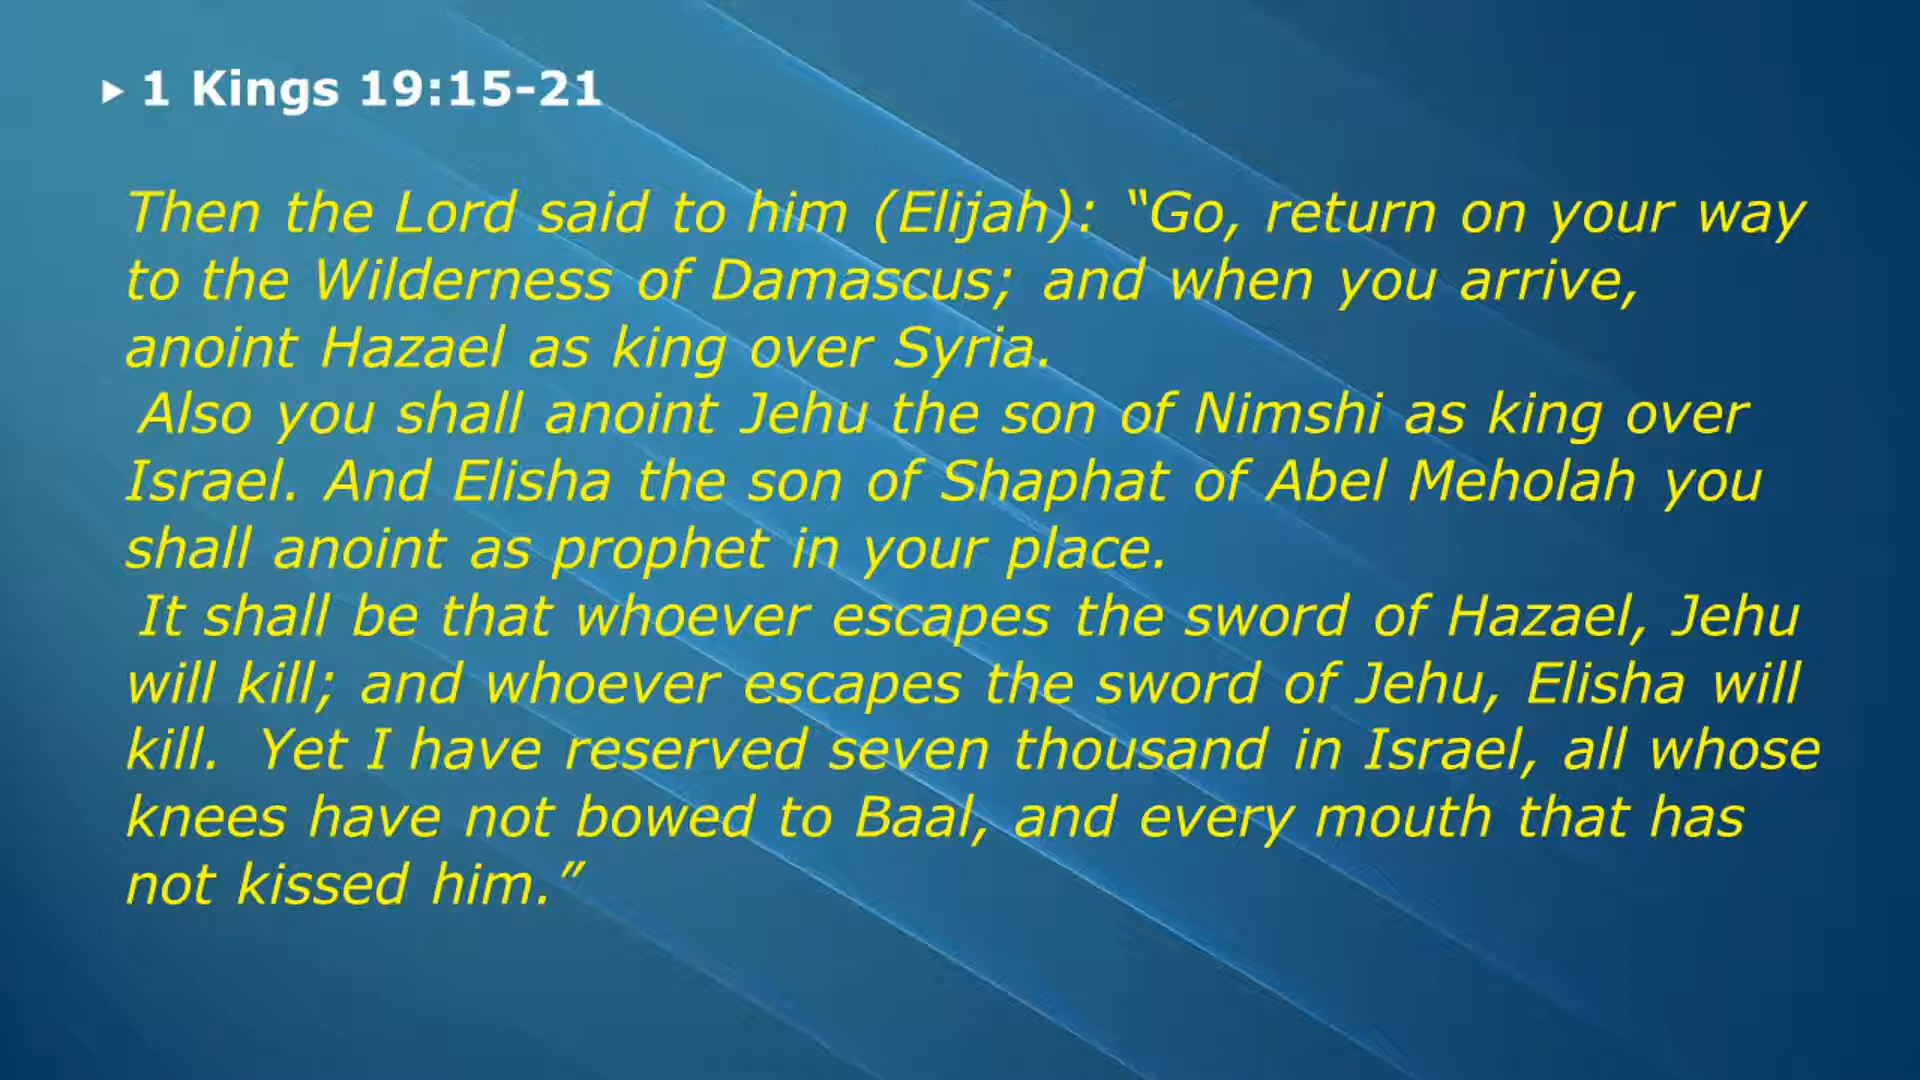 1 Kings 19:15-21
Then the Lord said to him (Elijah): “Go, return on your way
to the Wilderness of Damascus; and when you arrive,
anoint Hazael as king over Syria.
Also you shall anoint Jehu the son of Nimshi as king over
Israel. And Elisha the son of Shaphat of Abel Meholah you
shall anoint as prophet in your place.
It shall be that whoever escapes the sword of Hazael, Jehu
will kill; and whoever escapes the sword of Jehu, Elisha will
kill.  Yet I have reserved seven thousand in Israel, all whose
knees have not bowed to Baal, and every mouth that has
not kissed him.”